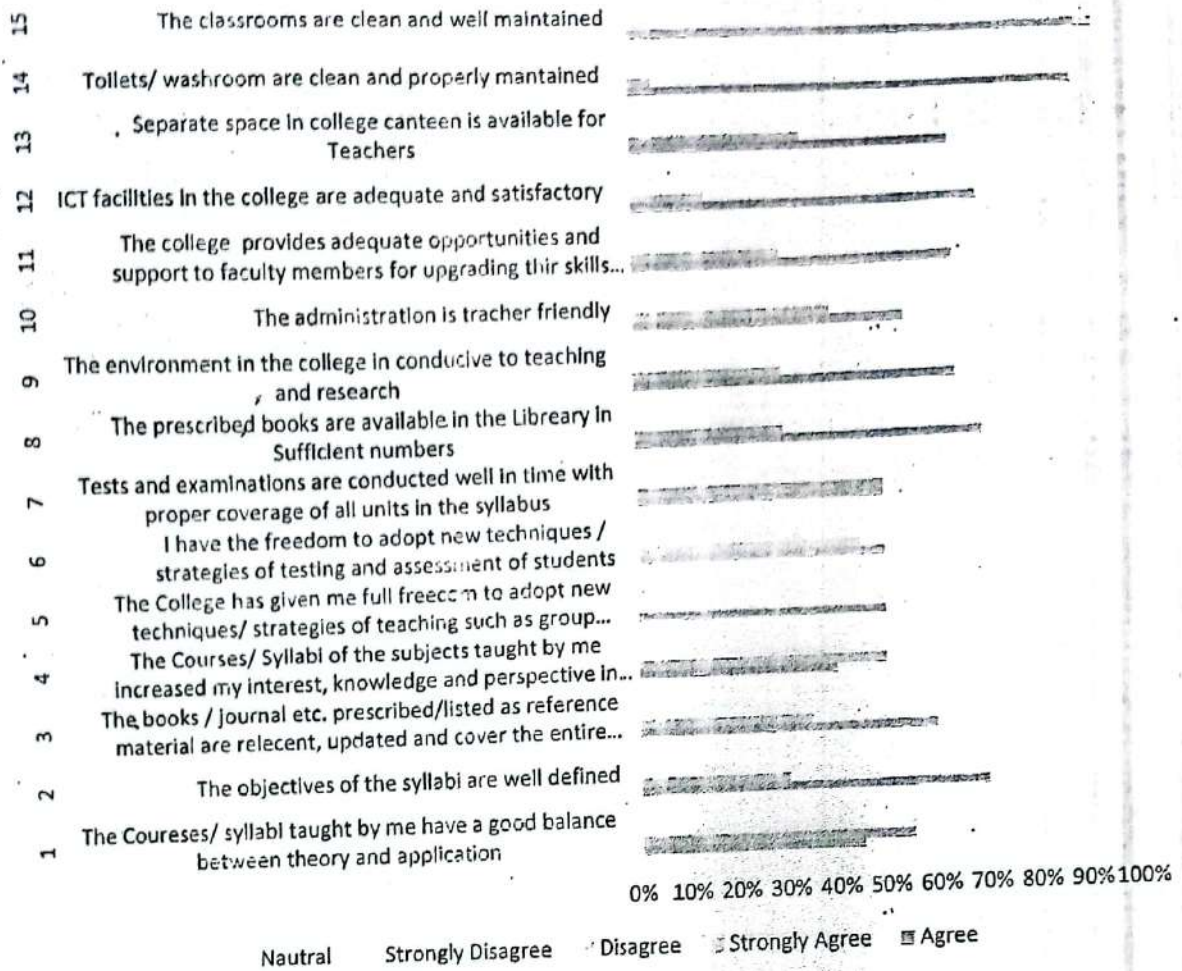 15 The classrooms are clean and well maintained
14 Toilets/ washroom are clean and properly mantained
13 Separate space in college canteen is available for
Teachers
12 ICT facilities in the college are adequate and satisfactory
11 The college provides adequate opportunities and
support to faculty members for upgrading thir skills...
10 The administration is tracher friendly
9 The environment in the college in conducive to teaching
and research
8 The prescribed books are available in the Libreary in
Sufficient numbers
7 Tests and examinations are conducted well in time with
proper coverage of all units in the syllabus
6 I have the freedom to adopt new techniques /
strategies of testing and assessment of students
5 The College has given me full freecom to adopt new
techniques/ strategies of teaching such as group...
4 The Courses/ Syllabi of the subjects taught by me
increased my interest, knowledge and perspective in...
3 The books / journal etc. prescribed/listed as reference
material are relecent, updated and cover the entire...
2 The objectives of the syllabi are well defined
1 The Coureses/ syllabi taught by me have a good balance
between theory and application
0% 10% 20% 30% 40% 50% 60% 70% 80% 90% 100%
Nautral Strongly Disagree Disagree Strongly Agree Agree